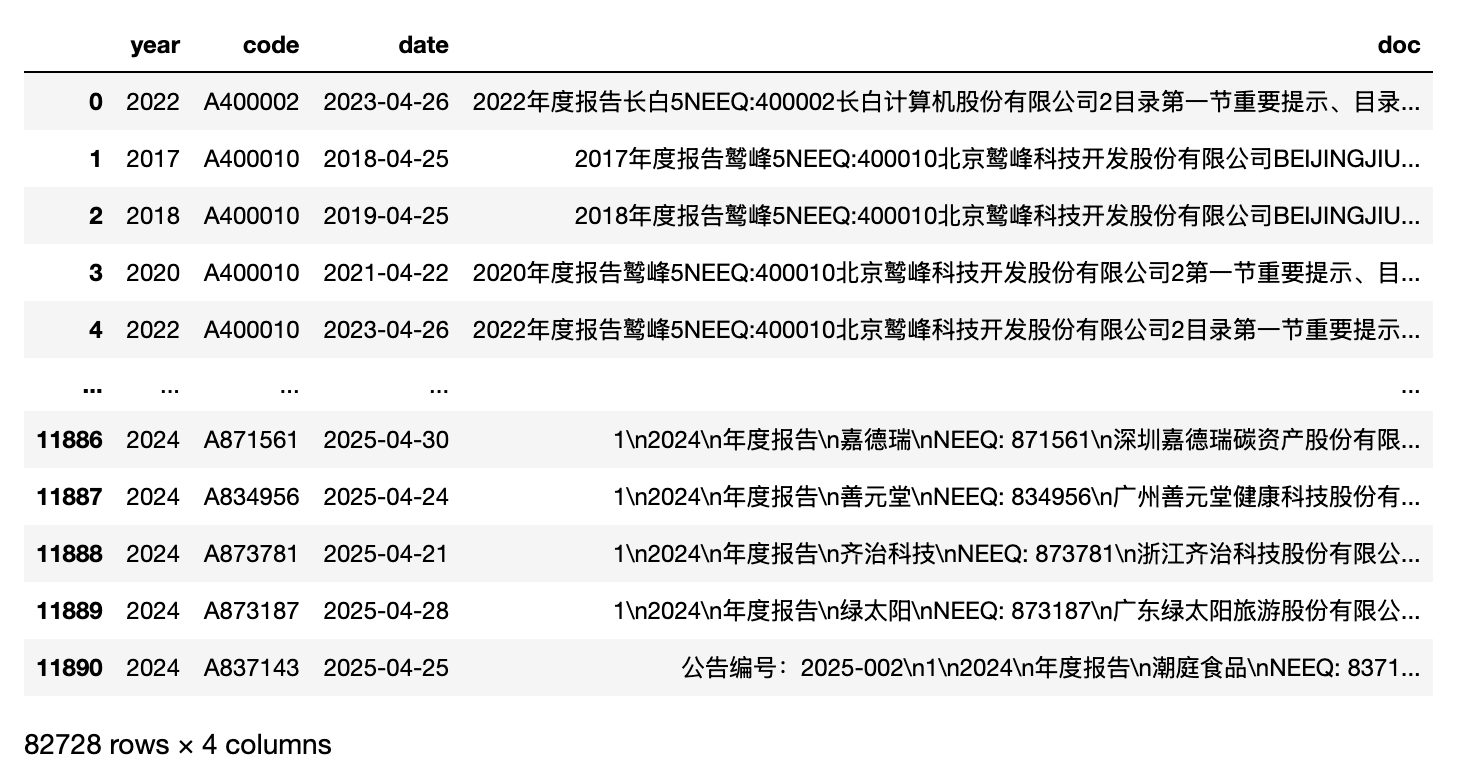 year code date doc
0 2022 A400002 2023-04-26 2022年度报告长白5NEEQ:400002长白计算机股份有限公司2目录第一节重要提示、目录...
1 2017 A400010 2018-04-25 2017年度报告鹫峰5NEEQ:400010北京鹫峰科技开发股份有限公司BEIJINGJIU...
2 2018 A400010 2019-04-25 2018年度报告鹫峰5NEEQ:400010北京鹫峰科技开发股份有限公司BEIJINGJIU...
3 2020 A400010 2021-04-22 2020年度报告鹫峰5NEEQ:400010北京鹫峰科技开发股份有限公司2第一节重要提示、目...
4 2022 A400010 2023-04-26 2022年度报告鹫峰5NEEQ:400010北京鹫峰科技开发股份有限公司2目录第一节重要提示...
... ... ... ... ...
11886 2024 A871561 2025-04-30 1\n2024\n年度报告\n嘉德瑞\nNEEQ: 871561\n深圳嘉德瑞碳资产股份有限...
11887 2024 A834956 2025-04-24 1\n2024\n年度报告\n善元堂\nNEEQ: 834956\n广州善元堂健康科技股份有...
11888 2024 A873781 2025-04-21 1\n2024\n年度报告\n齐治科技\nNEEQ: 873781\n浙江齐治科技股份有限公...
11889 2024 A873187 2025-04-28 1\n2024\n年度报告\n绿太阳\nNEEQ: 873187\n广东绿太阳旅游股份有限公...
11890 2024 A837143 2025-04-25 公告编号：2025-002\n1\n2024\n年度报告\n潮庭食品\nNEEQ: 8371...
82728 rows × 4 columns